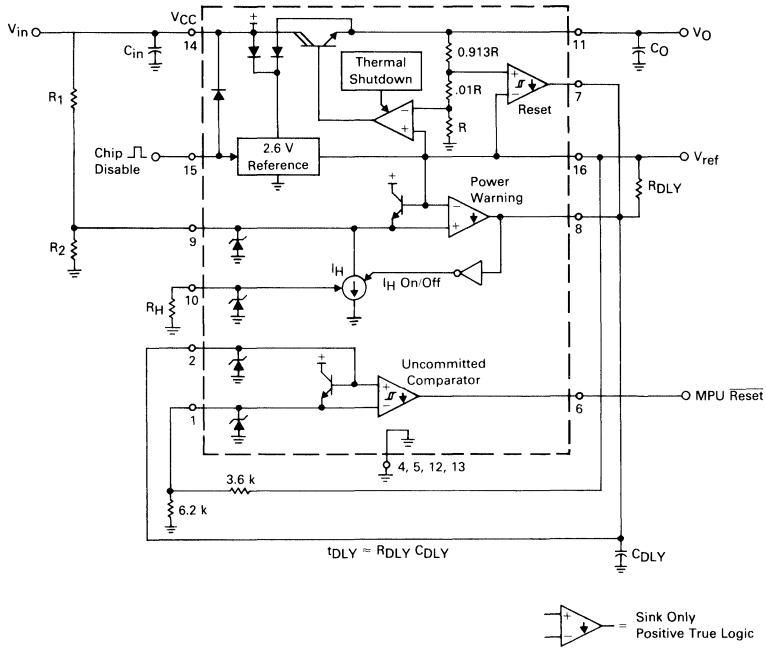 Vin
VCC
14
Cin
11
VO
CO
0.913R
Thermal
Shutdown
.01R
R
7
Reset
R1
Chip
Disable
15
2.6 V
Reference
16
Vref
RDLY
Power
Warning
8
9
R2
IH
IH On/Off
RH
10
2
Uncommitted
Comparator
1
6
MPU Reset
4, 5, 12, 13
3.6 k
6.2 k
tDLY ≈ RDLY CDLY
CDLY
= Sink Only
Positive True Logic
+
−